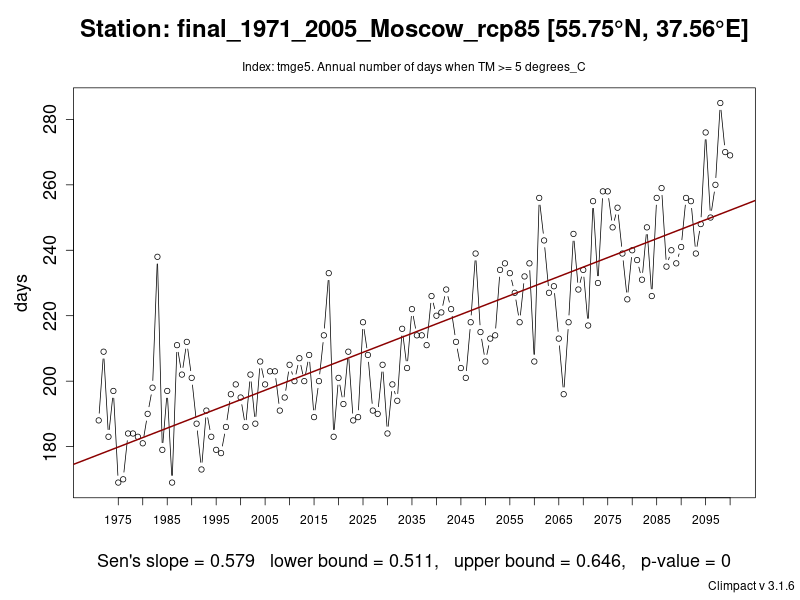 Station: final_1971_2005_Moscow_rcp85 [55.75°N, 37.56°E]
Index: tmge5. Annual number of days when TM >= 5 degrees_C
280
260
240
220
200
180
days
1975 1985 1995 2005 2015 2025 2035 2045 2055 2065 2075 2085 2095
Sen's slope = 0.579 lower bound = 0.511, upper bound = 0.646, p-value = 0
Climpact v 3.1.6